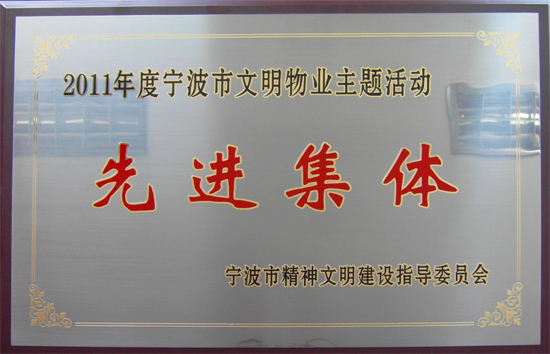 2011年度宁波市文明物业主题活动
先进集体
宁波市精神文明建设指导委员会